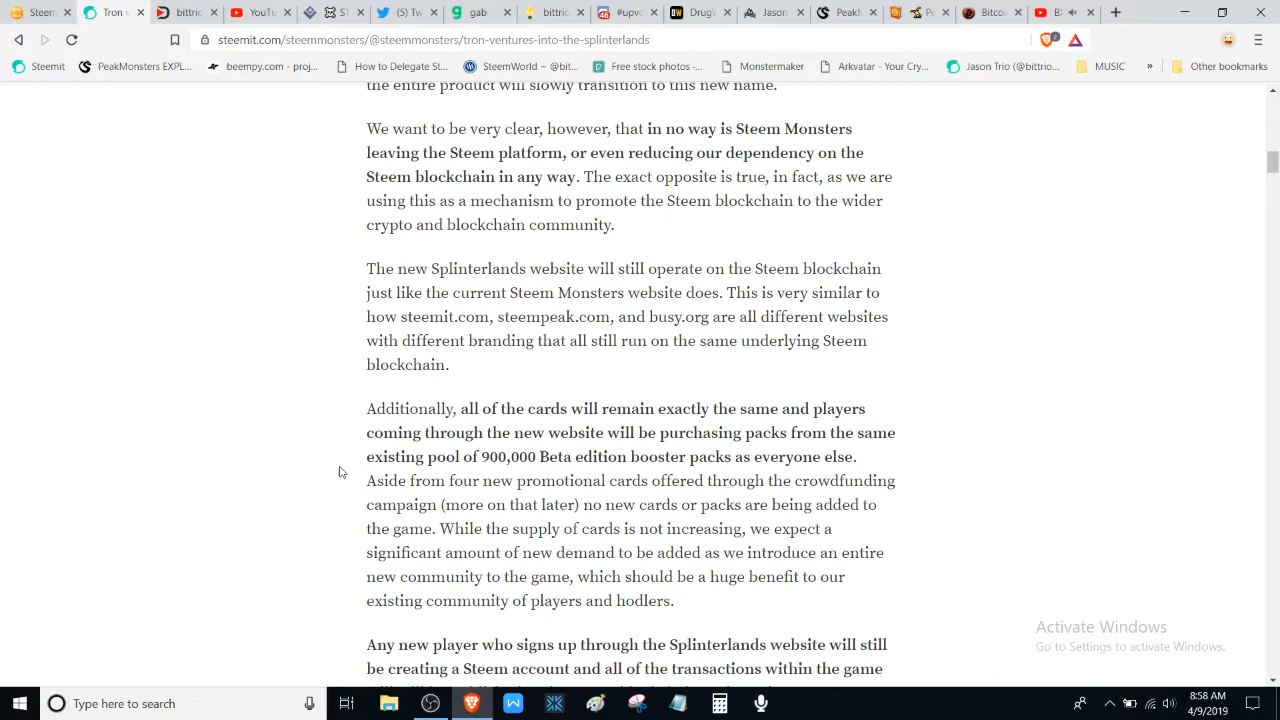 Steem
Tron v
bittric
YouTu
S1
(5) Tw
gab
bittric
#upv
DrugV
Jason
PeakM
Bitcoi
steemit.com/steemmonsters/@steemmonsters/tron-ventures-into-the-splinterlands
2
Steemit
PeakMonsters EXPL...
beempy.com - proj...
How to Delegate St...
SteemWorld ~ @bit...
Free stock photos ·...
Monstermaker
Arkvatar - Your Cry...
Jason Trio (@bittrio...
MUSIC
»
Other bookmarks
the entire product will slowly transition to this new name.
We want to be very clear, however, that in no way is Steem Monsters
leaving the Steem platform, or even reducing our dependency on the
Steem blockchain in any way. The exact opposite is true, in fact, as we are
using this as a mechanism to promote the Steem blockchain to the wider
crypto and blockchain community.
The new Splinterlands website will still operate on the Steem blockchain
just like the current Steem Monsters website does. This is very similar to
how steemit.com, steempeak.com, and busy.org are all different websites
with different branding that all still run on the same underlying Steem
blockchain.
Additionally, all of the cards will remain exactly the same and players
coming through the new website will be purchasing packs from the same
existing pool of 900,000 Beta edition booster packs as everyone else.
Aside from four new promotional cards offered through the crowdfunding
campaign (more on that later) no new cards or packs are being added to
the game. While the supply of cards is not increasing, we expect a
significant amount of new demand to be added as we introduce an entire
new community to the game, which should be a huge benefit to our
existing community of players and hodlers.
Any new player who signs up through the Splinterlands website will still
be creating a Steem account and all of the transactions within the game
Activate Windows
Go to Settings to activate Windows.
Type here to search
8:58 AM
4/9/2019